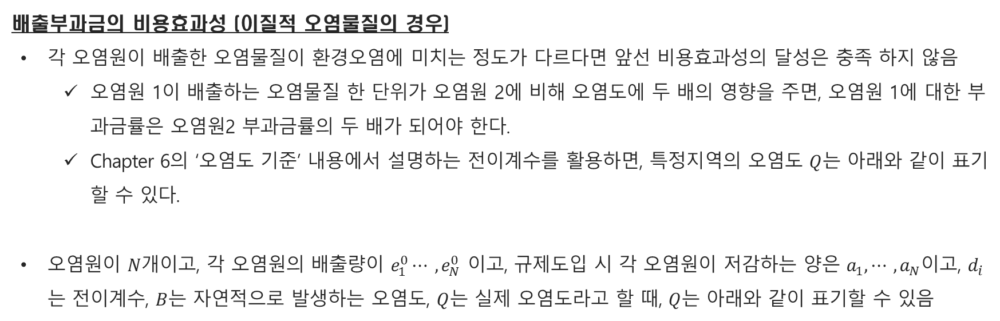 배출부과금의 비용효과성 (이질적 오염물질의 경우)
• 각 오염원이 배출한 오염물질이 환경오염에 미치는 정도가 다르다면 앞선 비용효과성의 달성은 충족 하지 않음
✓ 오염원 1이 배출하는 오염물질 한 단위가 오염원 2에 비해 오염도에 두 배의 영향을 주면, 오염원 1에 대한 부
과금률은 오염원2 부과금률의 두 배가 되어야 한다.
✓ Chapter 6의 ‘오염도 기준’ 내용에서 설명하는 전이계수를 활용하면, 특정지역의 오염도 Q는 아래와 같이 표기
할 수 있다.
• 오염원이 N개이고, 각 오염원의 배출량이 e₁⁰ ⋯ , e_N⁰ 이고, 규제도입 시 각 오염원이 저감하는 양은 a₁, ⋯ , a_N이고, dᵢ
는 전이계수, B는 자연적으로 발생하는 오염도, Q는 실제 오염도라고 할 때, Q는 아래와 같이 표기할 수 있음